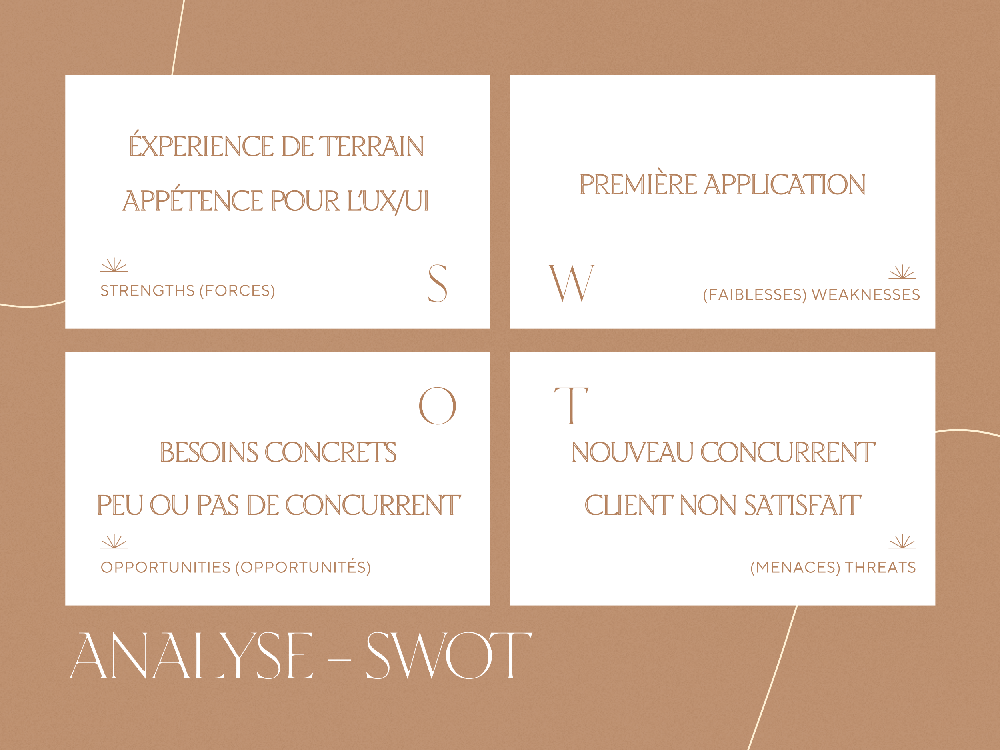 ÉXPERIENCE DE TERRAIN
APPÉTENCE POUR L'UX/UI
STRENGTHS (FORCES)
S
PREMIÈRE APPLICATION
W
(FAIBLESSES) WEAKNESSES
O
BESOINS CONCRETS
PEU OU PAS DE CONCURRENT
OPPORTUNITIES (OPPORTUNITÉS)
T
NOUVEAU CONCURRENT
CLIENT NON SATISFAIT
(MENACES) THREATS
ANALYSE – SWOT